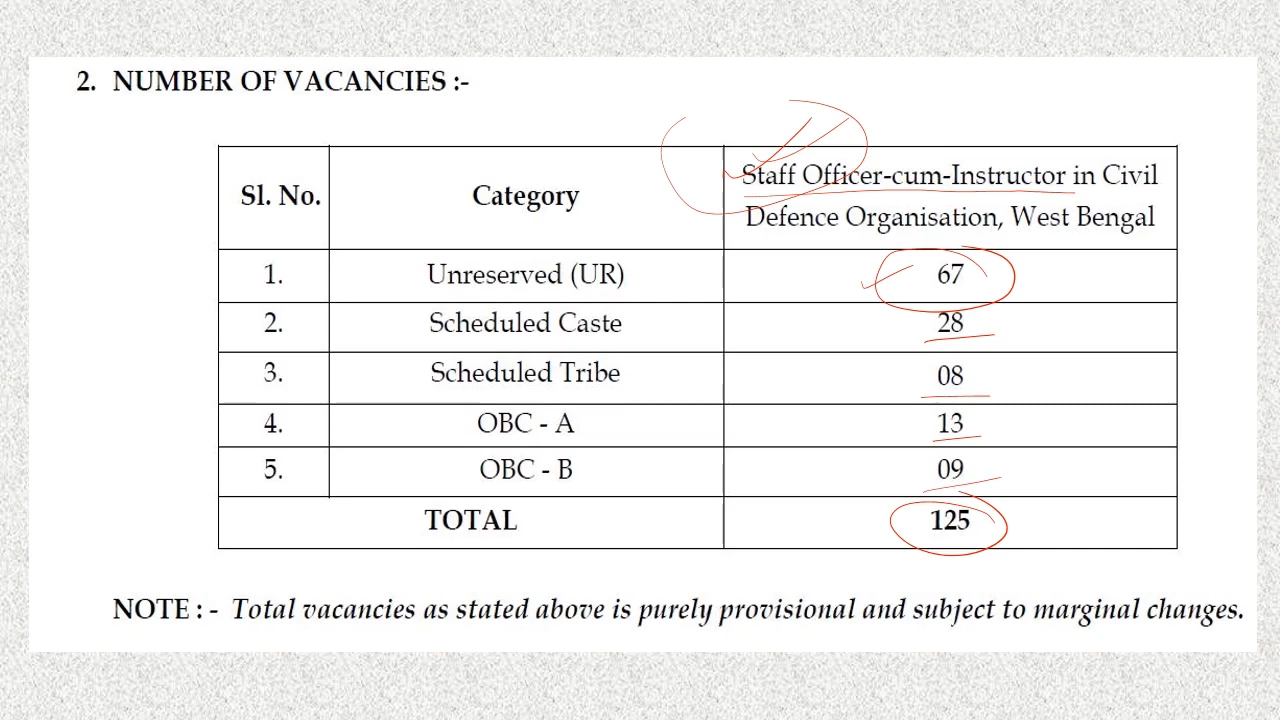 2. NUMBER OF VACANCIES :-
Sl. No. Category Staff Officer-cum-Instructor in Civil
Defence Organisation, West Bengal
1. Unreserved (UR) 67
2. Scheduled Caste 28
3. Scheduled Tribe 08
4. OBC - A 13
5. OBC - B 09
TOTAL 125
NOTE : - Total vacancies as stated above is purely provisional and subject to marginal changes.